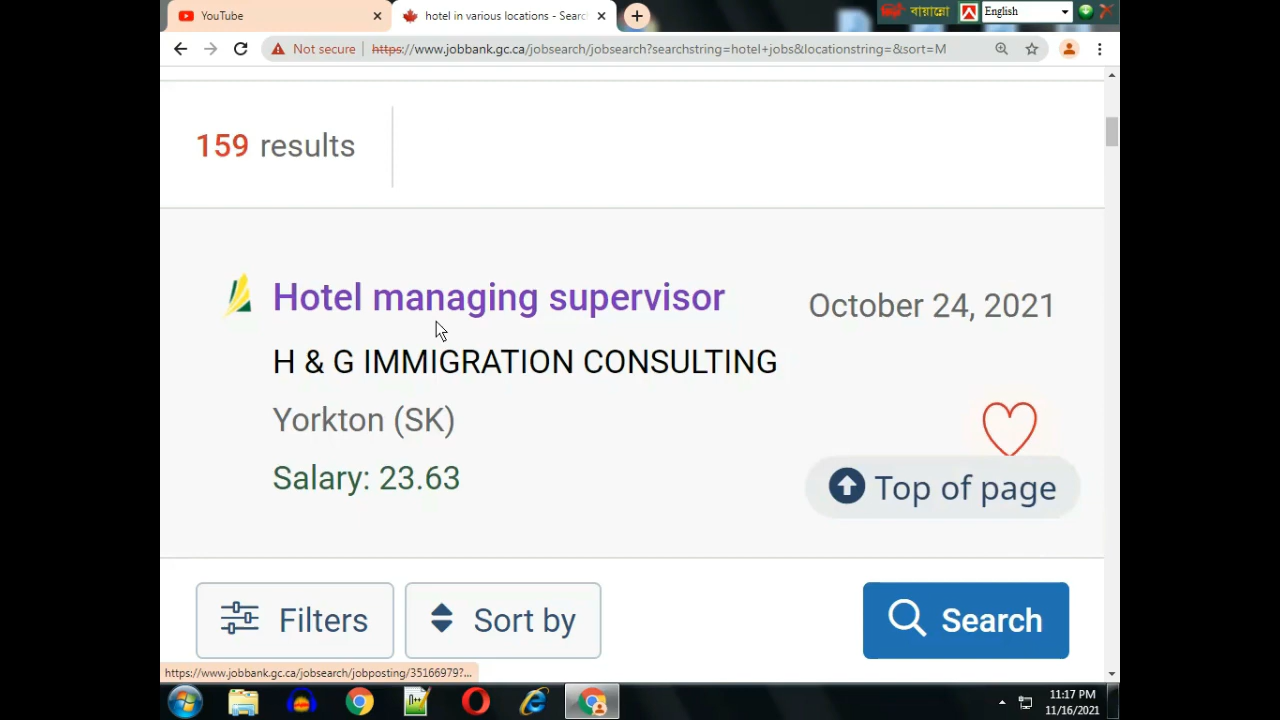 YouTube
hotel in various locations - Sear
বায়ান্নো
English
Not secure
https://www.jobbank.gc.ca/jobsearch/jobsearch?searchstring=hotel+jobs&locationstring=&sort=M
159 results
Hotel managing supervisor
October 24, 2021
H & G IMMIGRATION CONSULTING
Yorkton (SK)
Salary: 23.63
Top of page
Filters
Sort by
Search
https://www.jobbank.gc.ca/jobsearch/jobposting/35166979?...
11:17 PM
11/16/2021